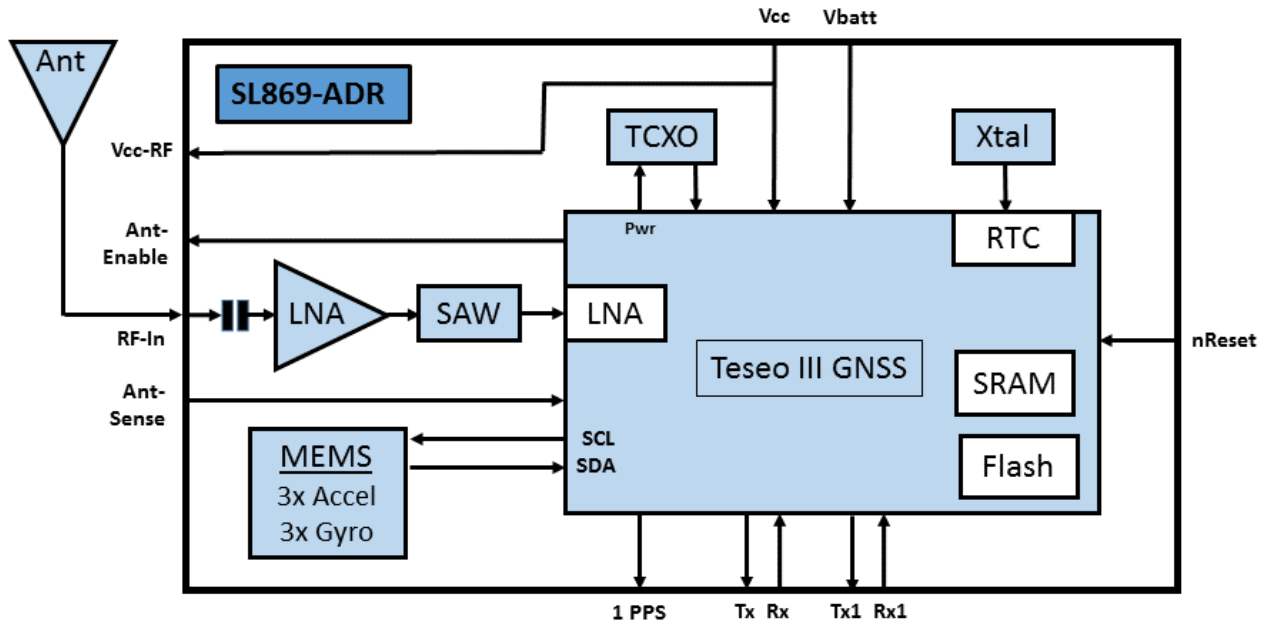 Vcc Vbatt
Ant
SL869-ADR
TCXO
Xtal
Vcc-RF
Pwr
RTC
Ant-
Enable
LNA
SAW
LNA
RF-In
nReset
Teseo III GNSS
SRAM
Ant-
Sense
SCL
MEMS
SDA
Flash
3x Accel
3x Gyro
1 PPS
Tx Rx
Tx1 Rx1